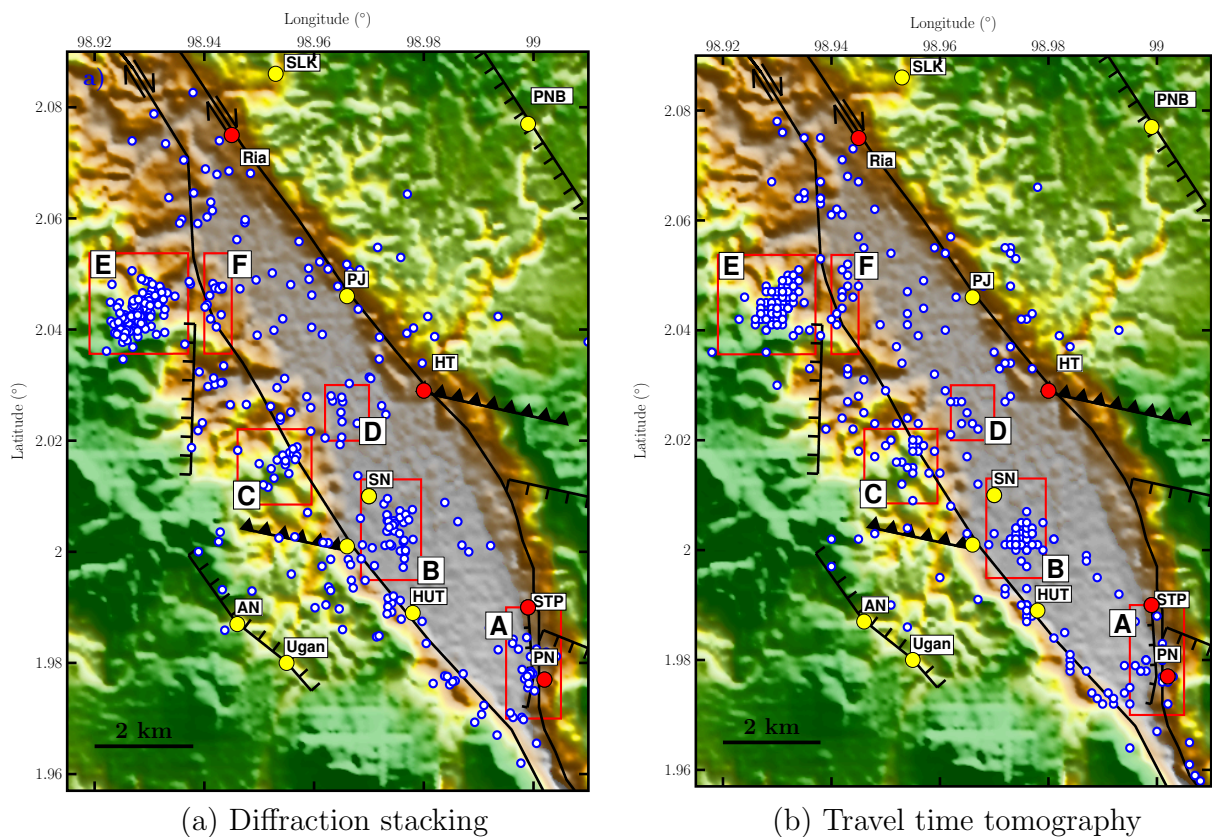 Longitude (°)
98.92 98.94 98.96 98.98 99
Latitude (°)
2.08
2.06
2.04
2.02
2
1.98
1.96
a)
SLK
PNB
Ria
E
F
PJ
HT
D
C
SN
B
HUT
AN
STP
A
Ugan
PN
2 km
(a) Diffraction stacking
Longitude (°)
98.92 98.94 98.96 98.98 99
Latitude (°)
2.08
2.06
2.04
2.02
2
1.98
1.96
SLK
PNB
Ria
E
F
PJ
HT
D
C
SN
B
HUT
AN
STP
A
Ugan
PN
2 km
(b) Travel time tomography